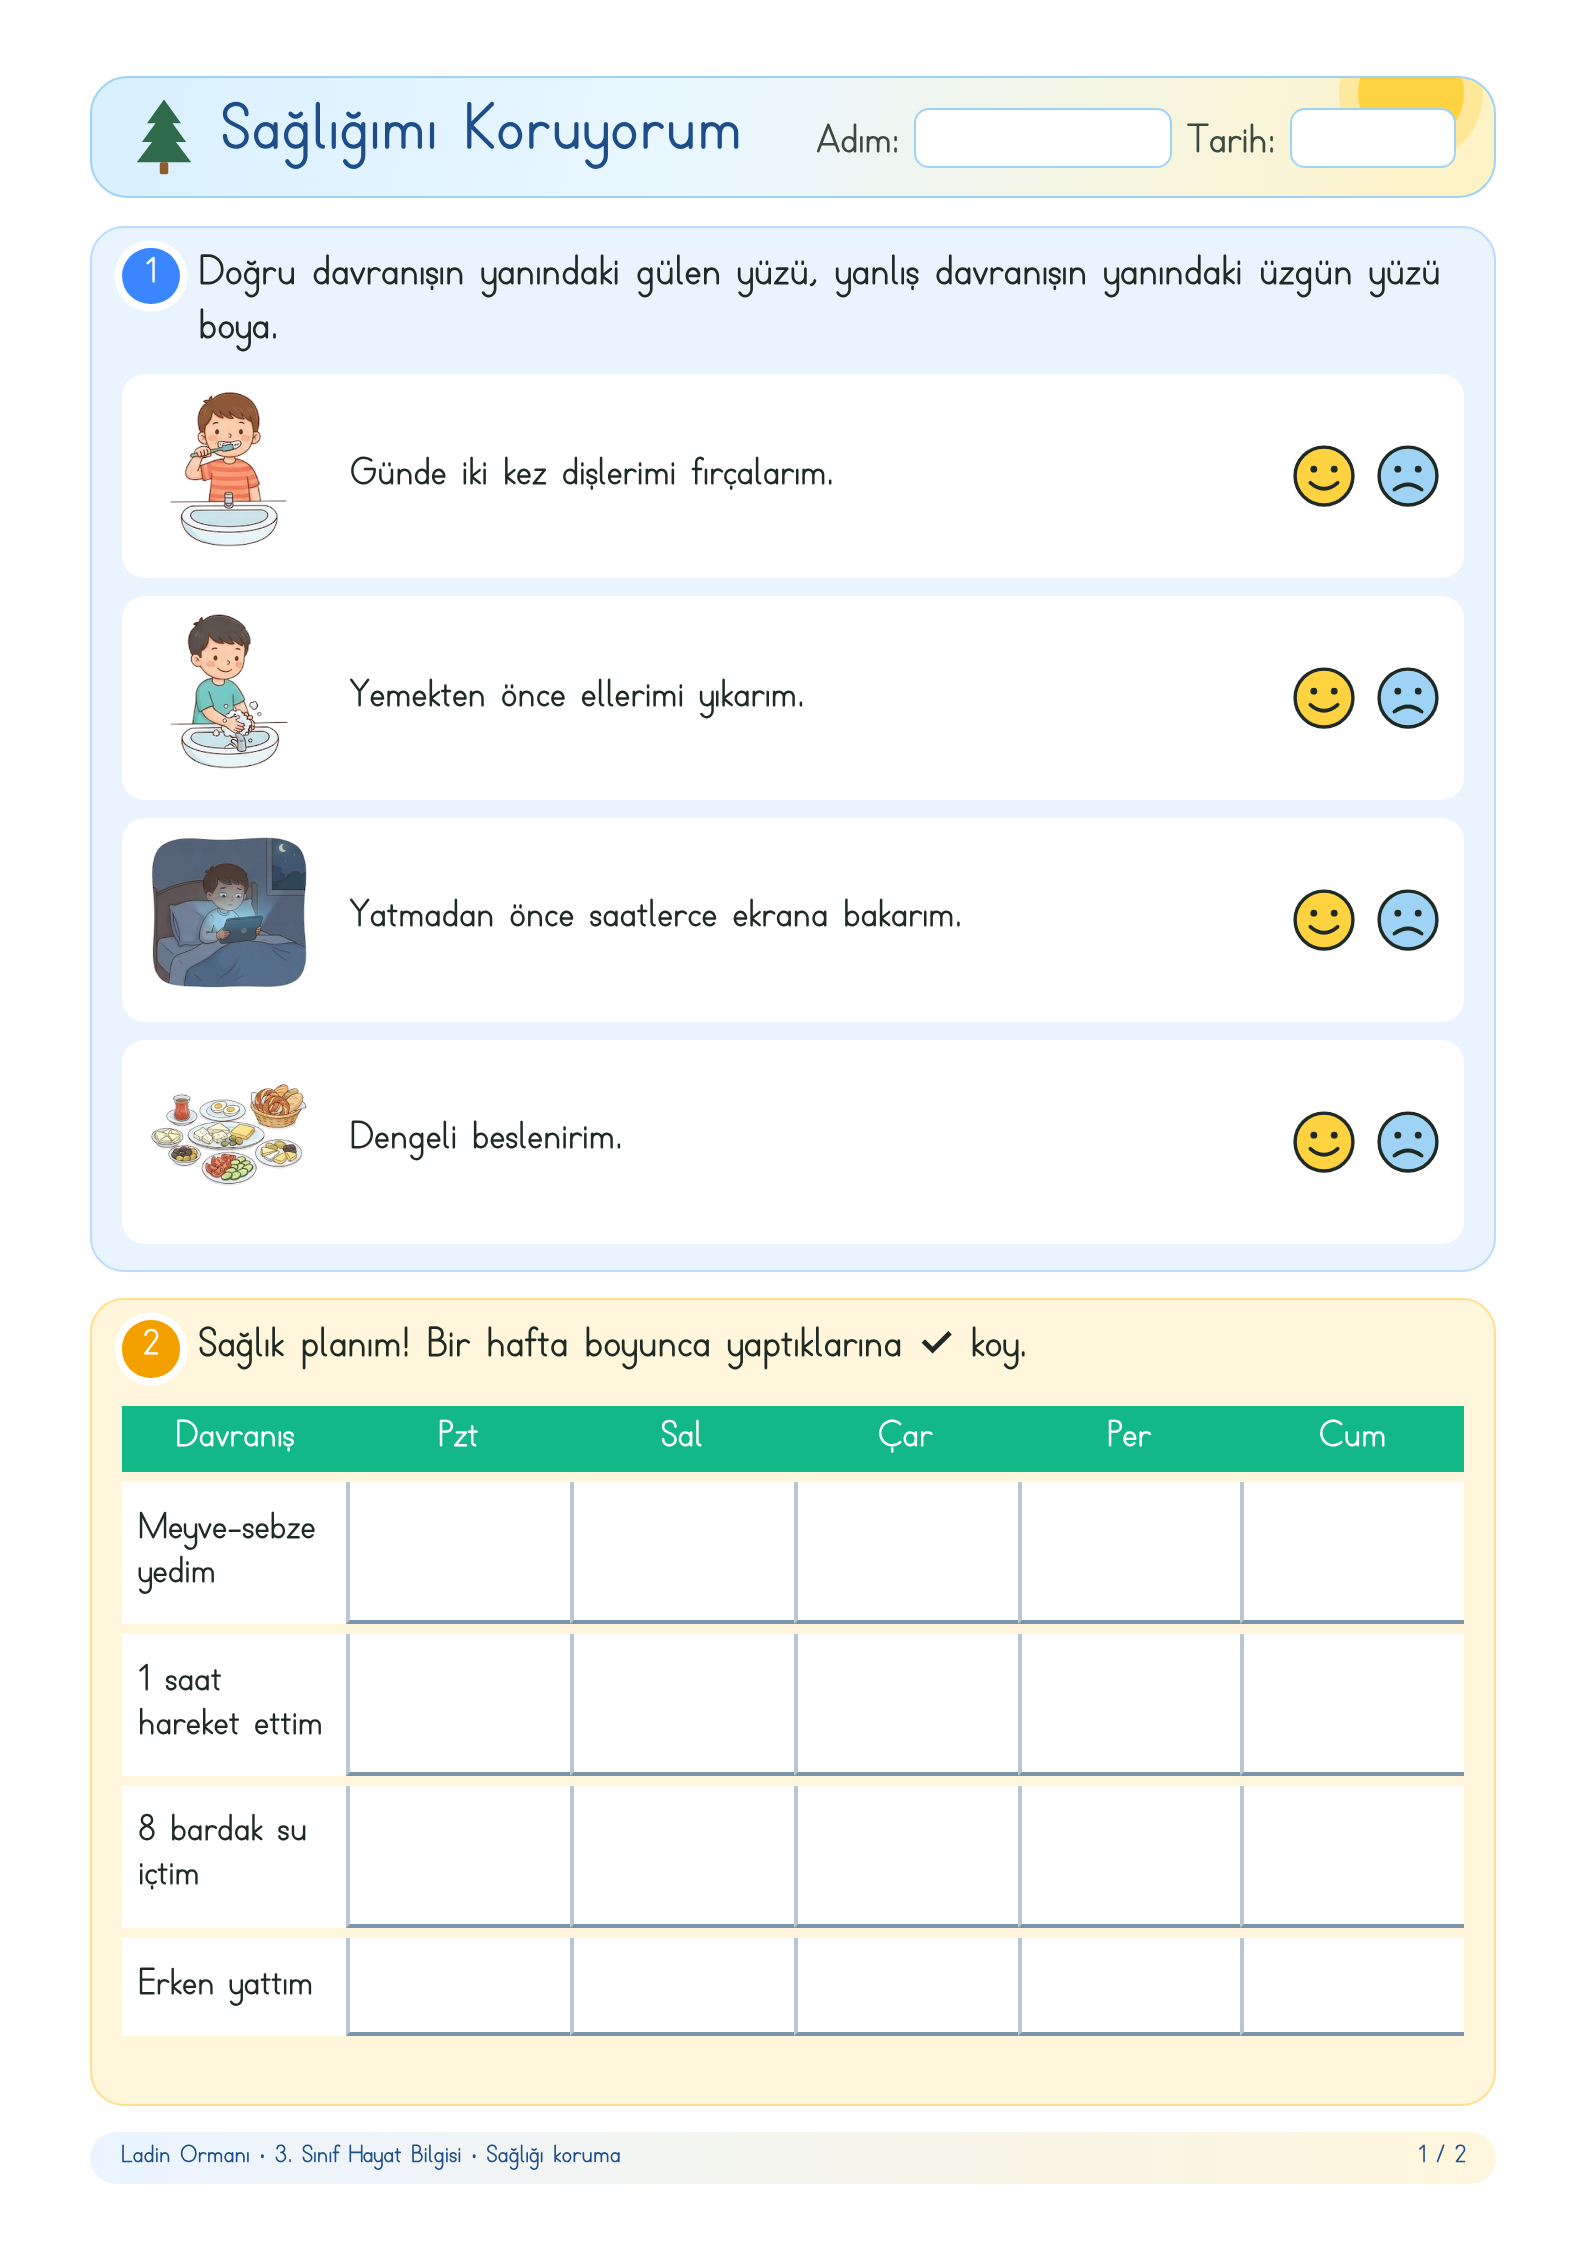 Sağlığımı Koruyorum
Adım:
Tarih:
1
Doğru davranışın yanındaki gülen yüzü, yanlış davranışın yanındaki üzgün yüzü
boya.
Günde iki kez dişlerimi fırçalarım.
Yemekten önce ellerimi yıkarım.
Yatmadan önce saatlerce ekrana bakarım.
Dengeli beslenirim.
2
Sağlık planım! Bir hafta boyunca yaptıklarına ✓ koy.
Davranış Pzt Sal Çar Per Cum
Meyve-sebze
yedim
1 saat
hareket ettim
8 bardak su
içtim
Erken yattım
Ladin Ormanı • 3. Sınıf Hayat Bilgisi • Sağlığı koruma
1 / 2